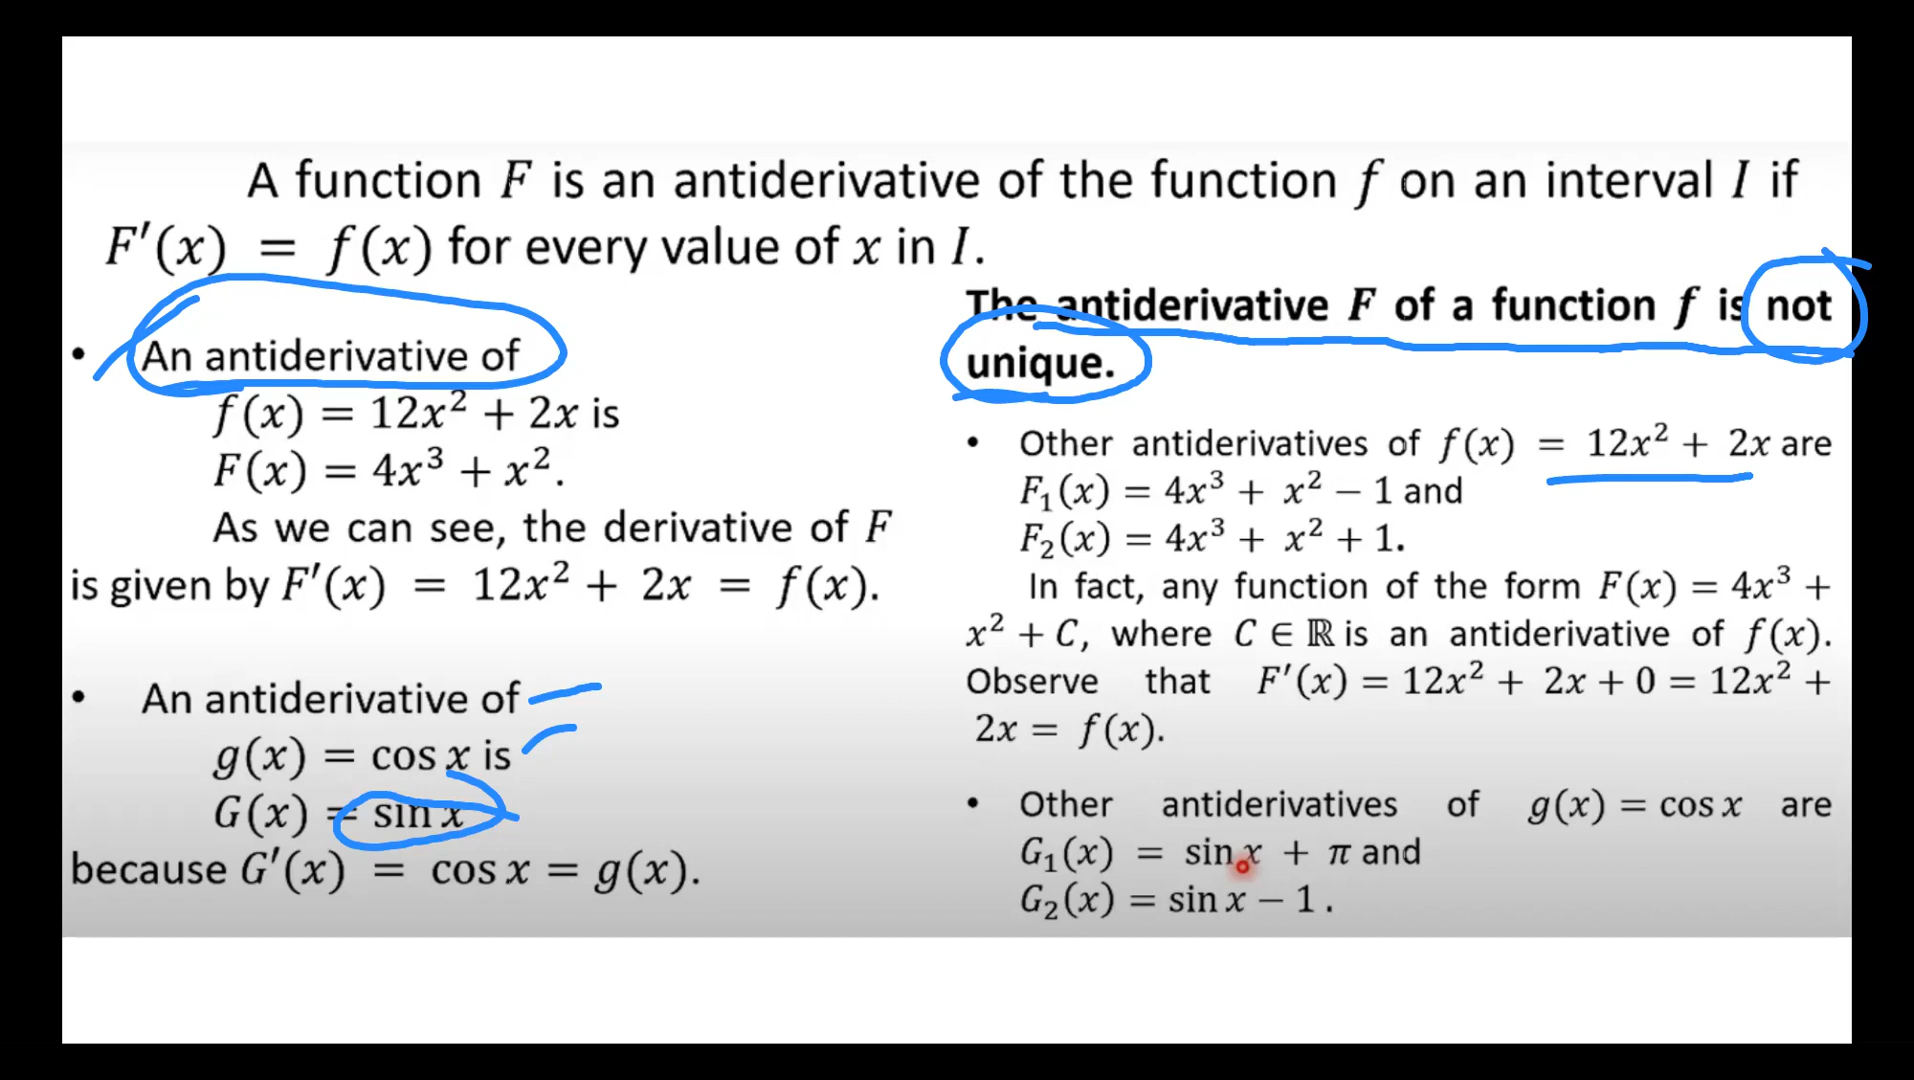 A function F is an antiderivative of the function f on an interval I if
F′(x) = f(x) for every value of x in I.
• An antiderivative of
f(x) = 12x² + 2x is
F(x) = 4x³ + x².
As we can see, the derivative of F
is given by F′(x) = 12x² + 2x = f(x).
• An antiderivative of
g(x) = cos x is
G(x) = sin x
because G′(x) = cos x = g(x).
The antiderivative F of a function f is not
unique.
• Other antiderivatives of f(x) = 12x² + 2x are
F₁(x) = 4x³ + x² − 1 and
F₂(x) = 4x³ + x² + 1.
In fact, any function of the form F(x) = 4x³ +
x² + C, where C ∈ ℝ is an antiderivative of f(x).
Observe that F′(x) = 12x² + 2x + 0 = 12x² +
2x = f(x).
• Other antiderivatives of g(x) = cos x are
G₁(x) = sin x + π and
G₂(x) = sin x − 1 .